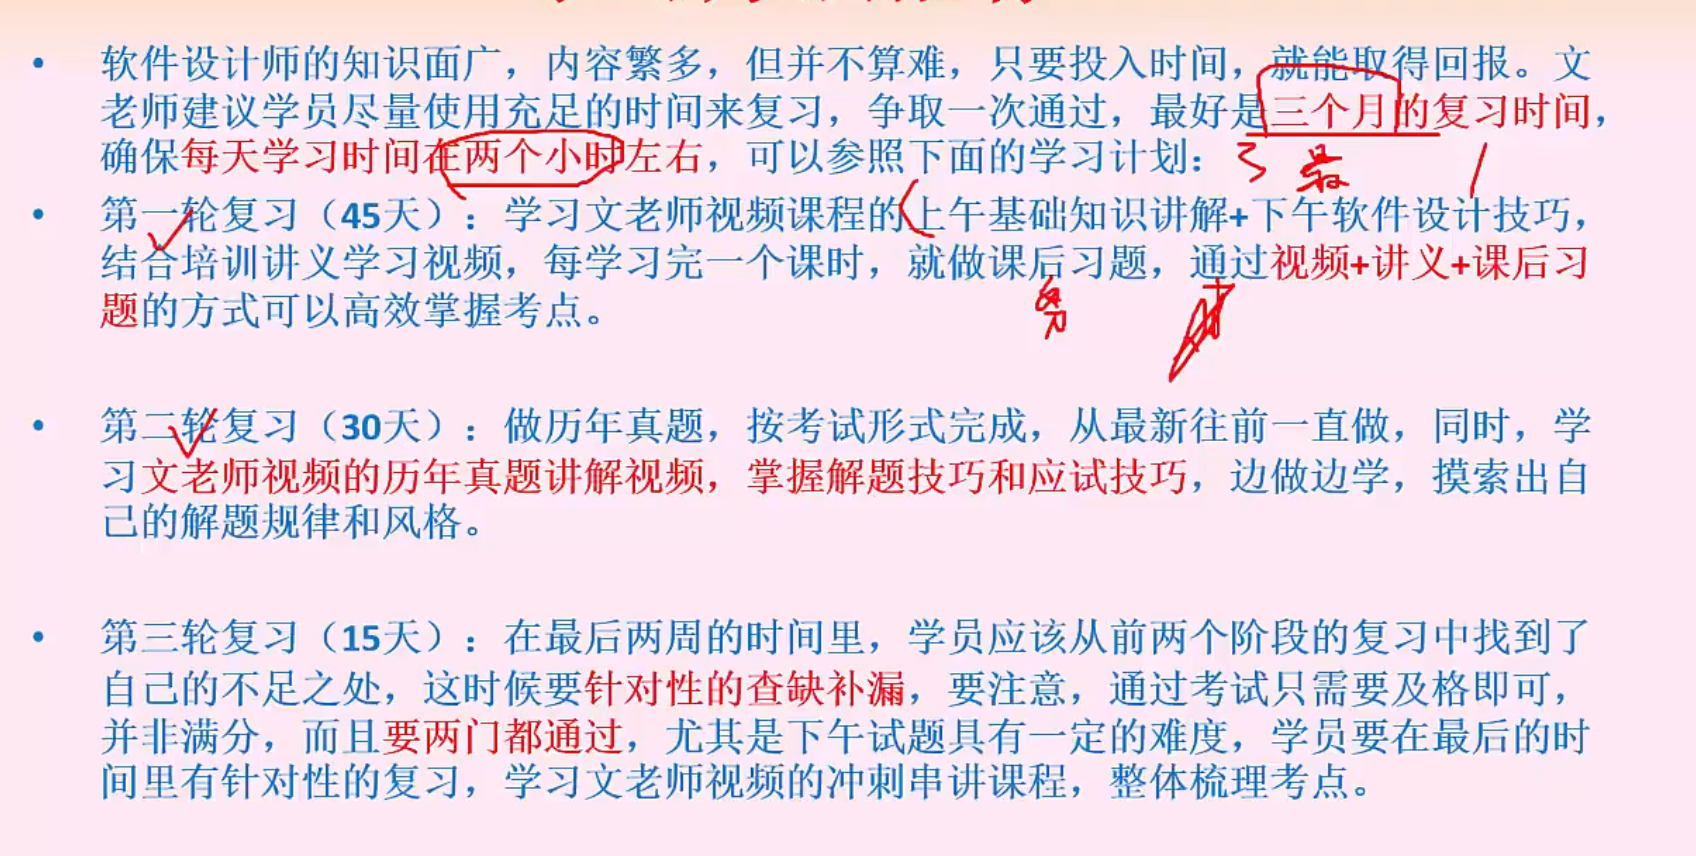 • 软件设计师的知识面广，内容繁多，但并不算难，只要投入时间，就能取得回报。文
老师建议学员尽量使用充足的时间来复习，争取一次通过，最好是三个月的复习时间，
确保每天学习时间在两个小时左右，可以参照下面的学习计划：
• 第一轮复习（45天）：学习文老师视频课程的上午基础知识讲解+下午软件设计技巧，
结合培训讲义学习视频，每学习完一个课时，就做课后习题，通过视频+讲义+课后习
题的方式可以高效掌握考点。
• 第二轮复习（30天）：做历年真题，按考试形式完成，从最新往前一直做，同时，学
习文老师视频的历年真题讲解视频，掌握解题技巧和应试技巧，边做边学，摸索出自
己的解题规律和风格。
• 第三轮复习（15天）：在最后两周的时间里，学员应该从前两个阶段的复习中找到了
自己的不足之处，这时候要针对性的查缺补漏，要注意，通过考试只需要及格即可，
并非满分，而且要两门都通过，尤其是下午试题具有一定的难度，学员要在最后的时
间里有针对性的复习，学习文老师视频的冲刺串讲课程，整体梳理考点。